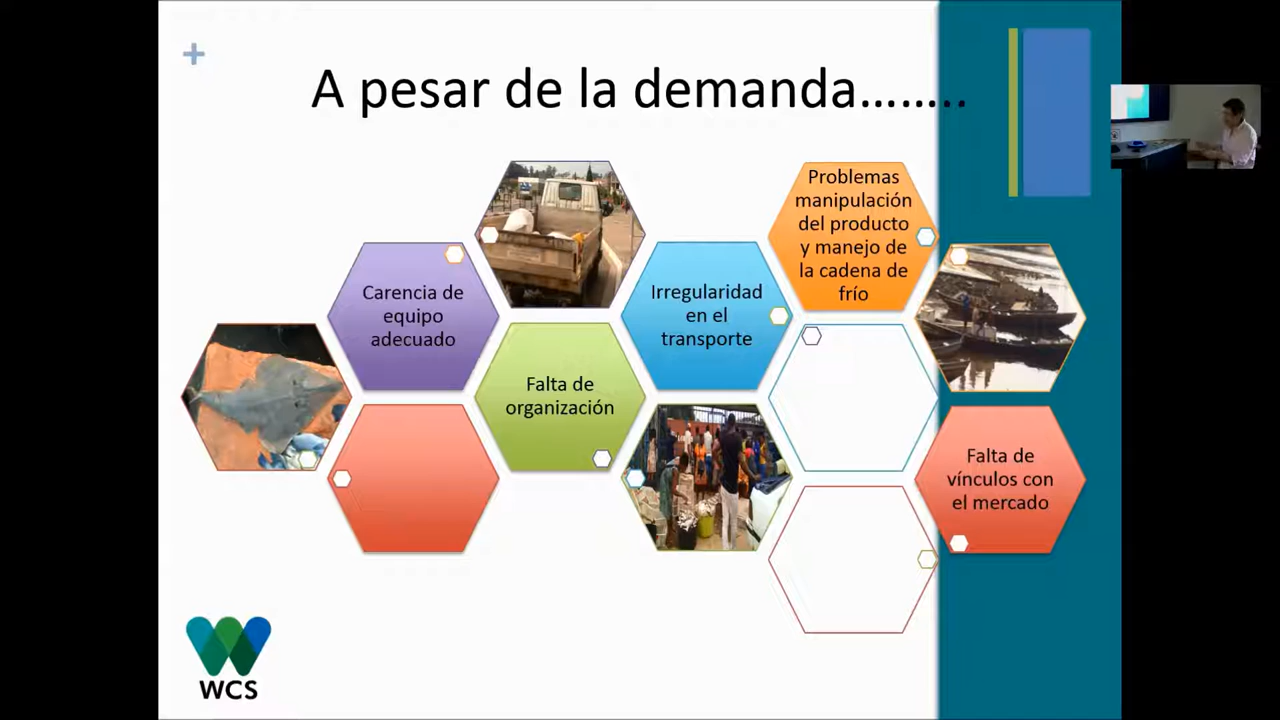 A pesar de la demanda........
Problemas
manipulación
del producto
y manejo de
la cadena de
frío
Carencia de
equipo
adecuado
Irregularidad
en el
transporte
Falta de
organización
Falta de
vínculos con
el mercado
WCS